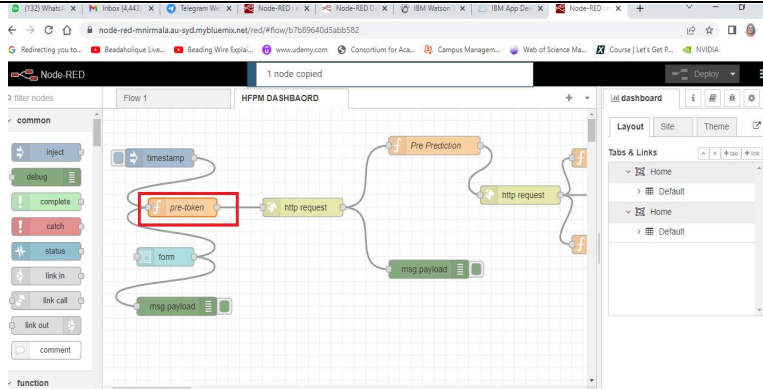 (132) WhatsA
Inbox (4,443)
Telegram We
Node-RED : 
Node-RED D
IBM Watson
IBM App Dev
Node-RED :
node-red-mnirmala.au-syd.mybluemix.net/red/#flow/b7b89640d5abb582
Redirecting you to...
Beadaholique Live...
Beading Wire Explai...
www.udemy.com
Consortium for Aca...
Campus Managem...
Web of Science Ma...
Course | Let's Get P...
NVIDIA
Node-RED
1 node copied
Deploy
filter nodes
Flow 1
HFPM DASHBAORD
dashboard
common
inject
debug
complete
catch
status
link in
link call
link out
comment
function
timestamp
pre-token
form
msg.payload
http request
Pre Prediction
http request
msg.payload
Layout
Site
Theme
Tabs & Links
+ tab
+ link
Home
Default
Home
Default